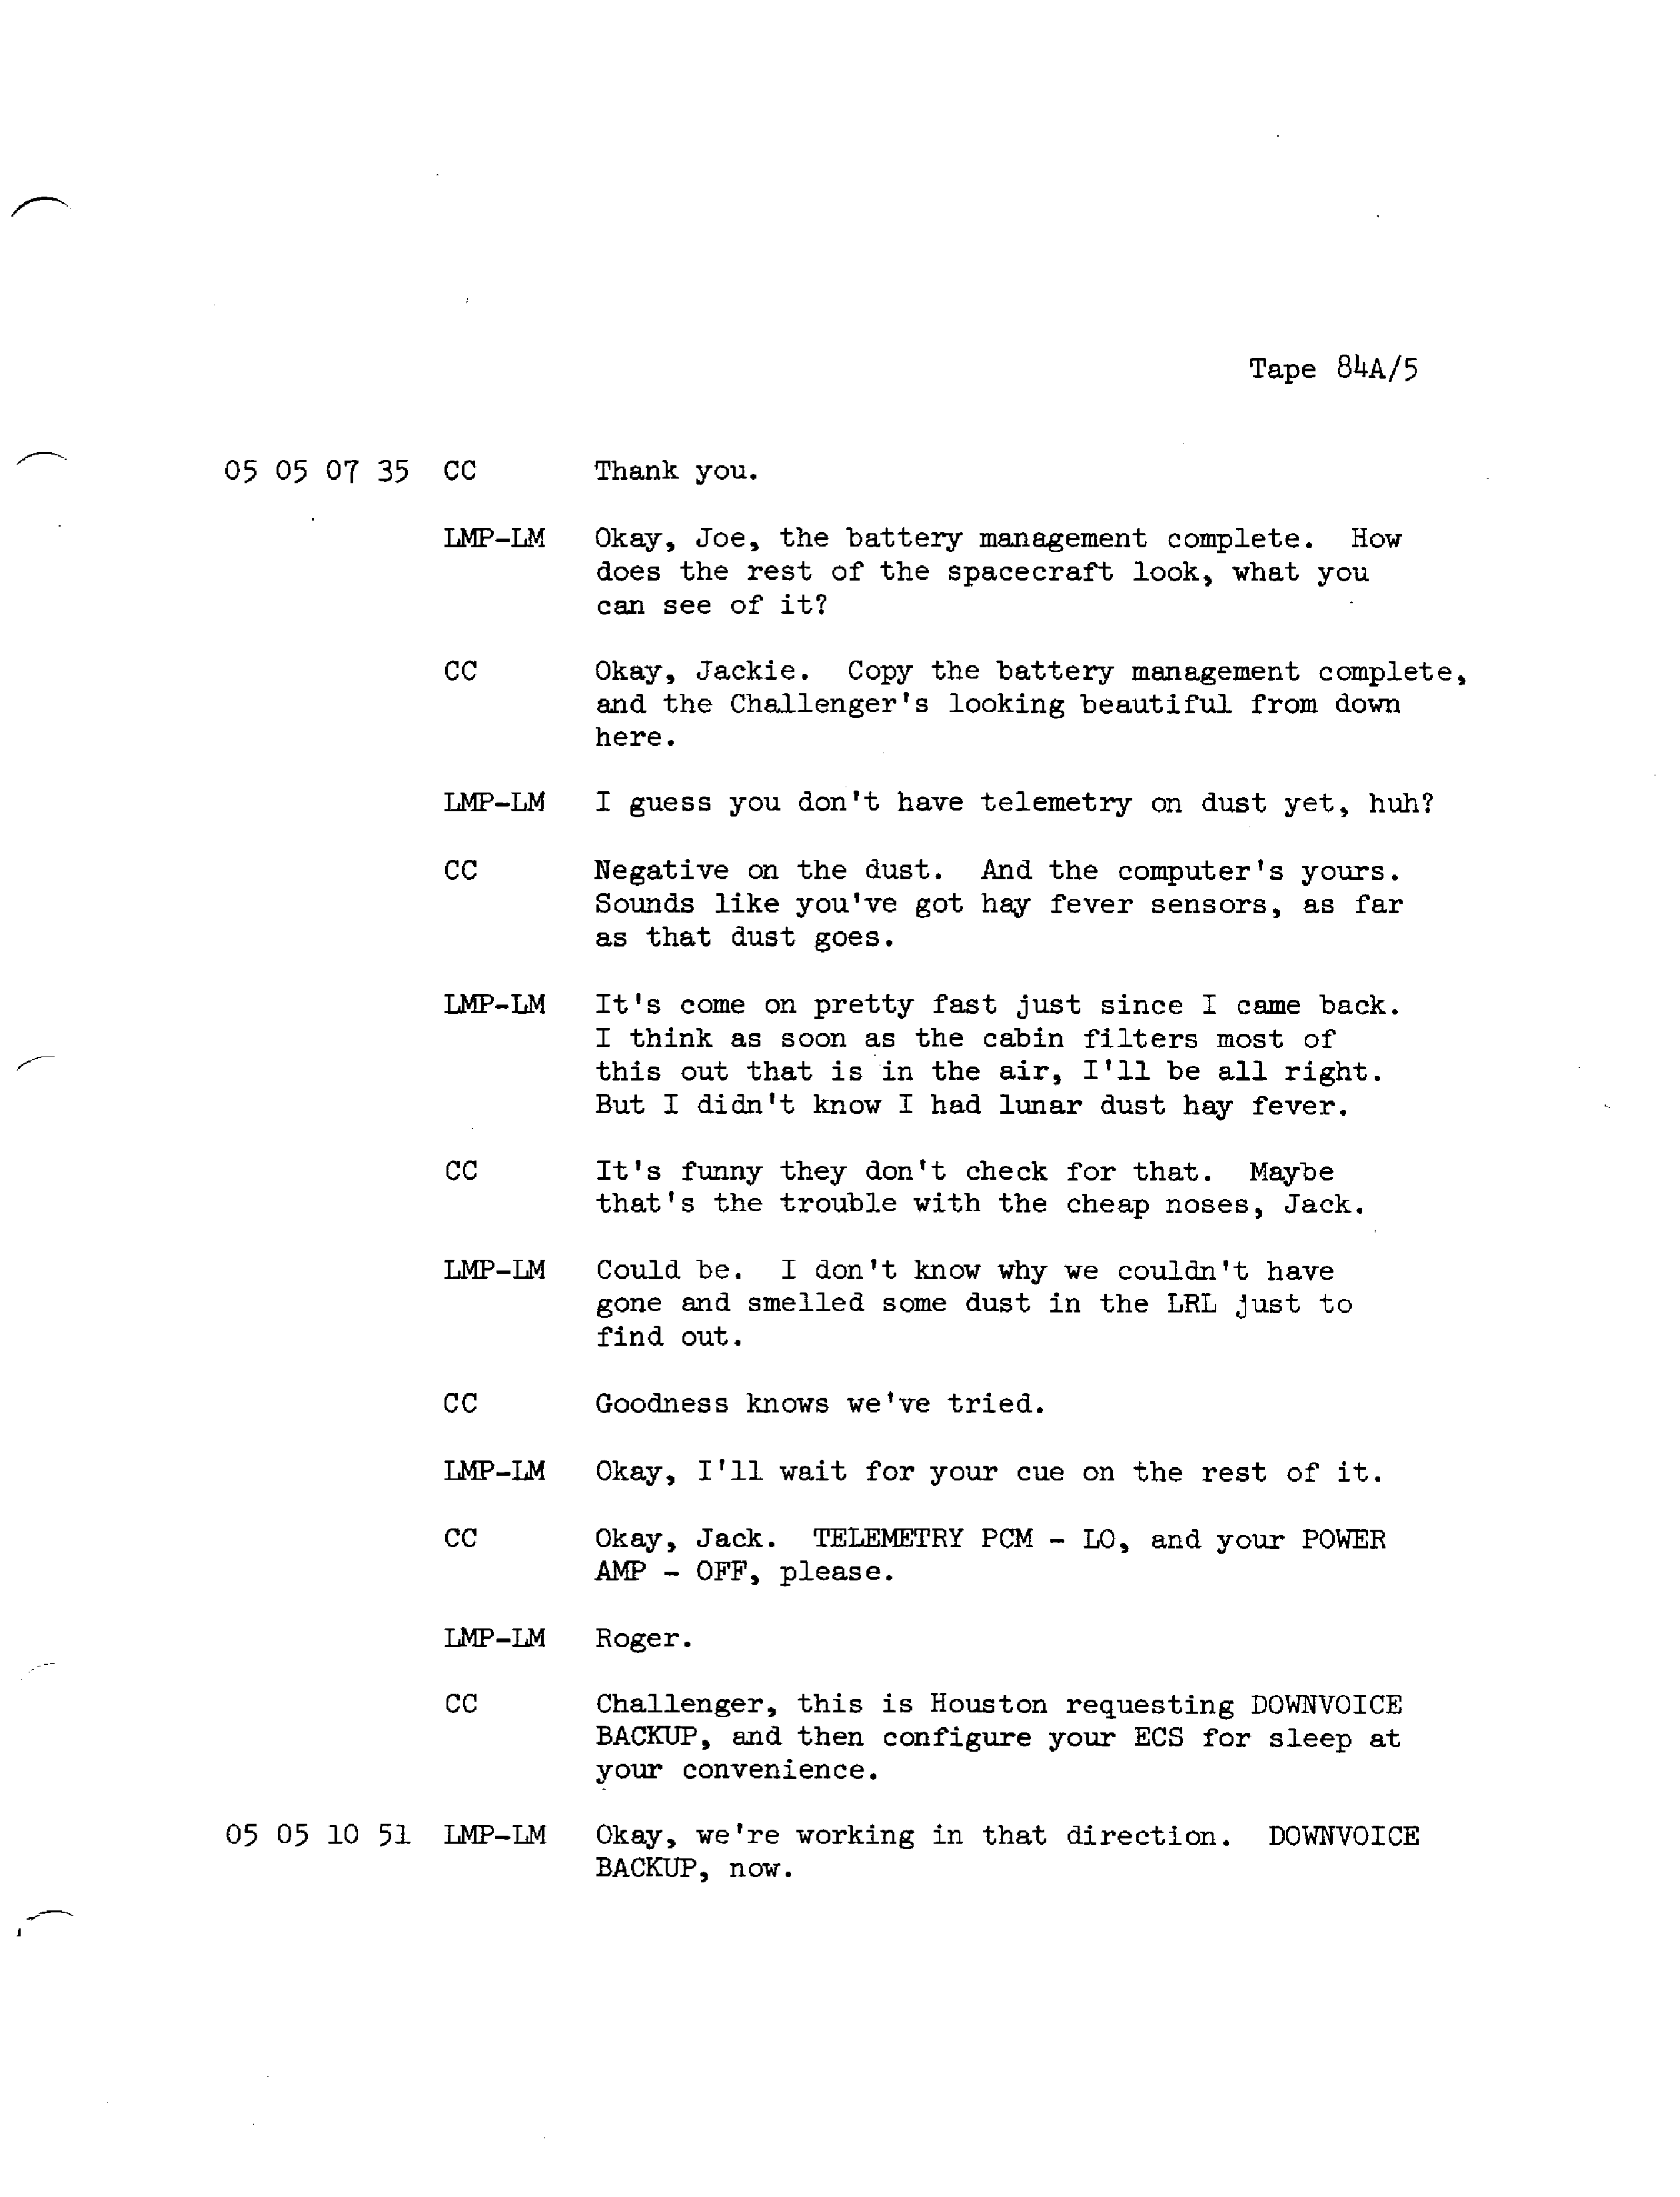 Tape 84A/5
05 05 07 35 CC Thank you.
LMP-LM Okay, Joe, the battery management complete. How
does the rest of the spacecraft look, what you
can see of it?
CC Okay, Jackie. Copy the battery management complete,
and the Challenger's looking beautiful from down
here.
LMP-LM I guess you don't have telemetry on dust yet, huh?
CC Negative on the dust. And the computer's yours.
Sounds like you've got hay fever sensors, as far
as that dust goes.
LMP-LM It's come on pretty fast just since I came back.
I think as soon as the cabin filters most of
this out that is in the air, I'll be all right.
But I didn't know I had lunar dust hay fever.
CC It's funny they don't check for that. Maybe
that's the trouble with the cheap noses, Jack.
LMP-LM Could be. I don't know why we couldn't have
gone and smelled some dust in the LRL just to
find out.
CC Goodness knows we've tried.
LMP-LM Okay, I'll wait for your cue on the rest of it.
CC Okay, Jack. TELEMETRY PCM - LO, and your POWER
AMP - OFF, please.
LMP-LM Roger.
CC Challenger, this is Houston requesting DOWNVOICE
BACKUP, and then configure your ECS for sleep at
your convenience.
05 05 10 51 LMP-LM Okay, we're working in that direction. DOWNVOICE
BACKUP, now.